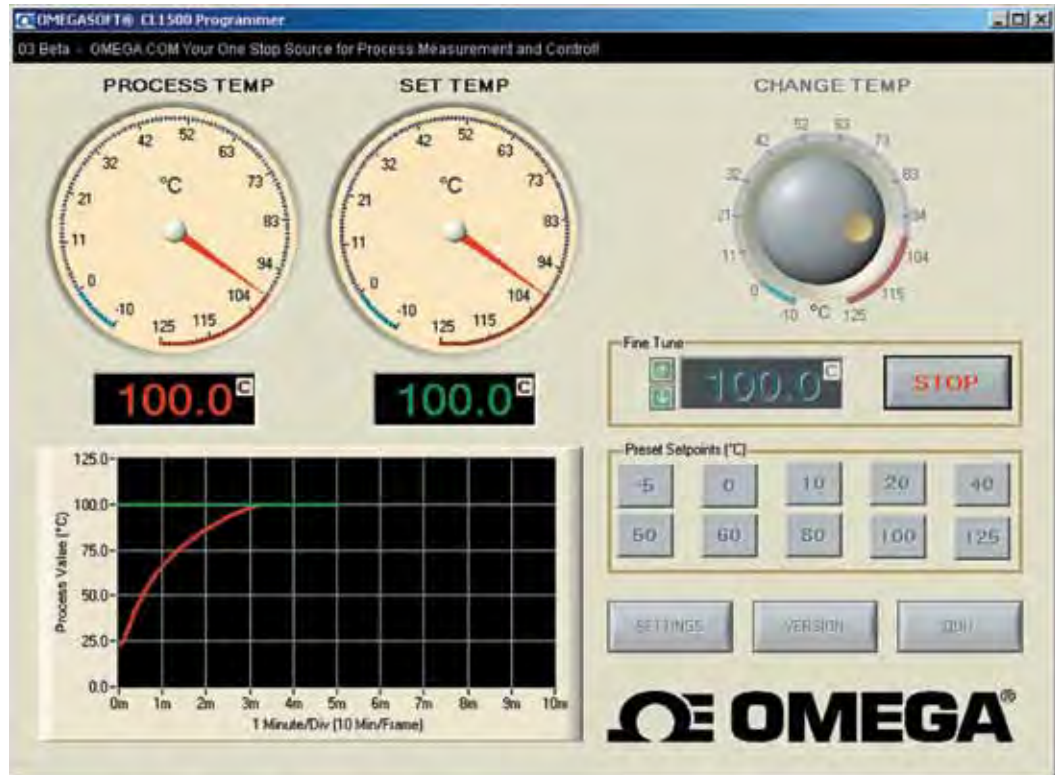 OMEGASOFT® CL1500 Programmer
03 Beta - OMEGA.COM Your One Stop Source for Process Measurement and Control!
PROCESS TEMP
SET TEMP
CHANGE TEMP
-10 0 11 21 32 42 52 63 73 83 94 104 115 125
°C
-10 0 11 21 32 42 52 63 73 83 94 104 115 125
°C
-10 0 11 21 32 42 52 63 73 83 94 104 115 125
°C
100.0 C
100.0 C
Fine Tune
100.0 C
STOP
Preset Setpoints [°C]
-5 0 10 20 40
50 60 80 100 125
SETTINGS VERSION QUIT
Process Value (°C)
125.0
100.0
75.0
50.0
25.0
0.0
0m 1m 2m 3m 4m 5m 6m 7m 8m 9m 10m
1 Minute/Div (10 Min/Frame)
OMEGA®